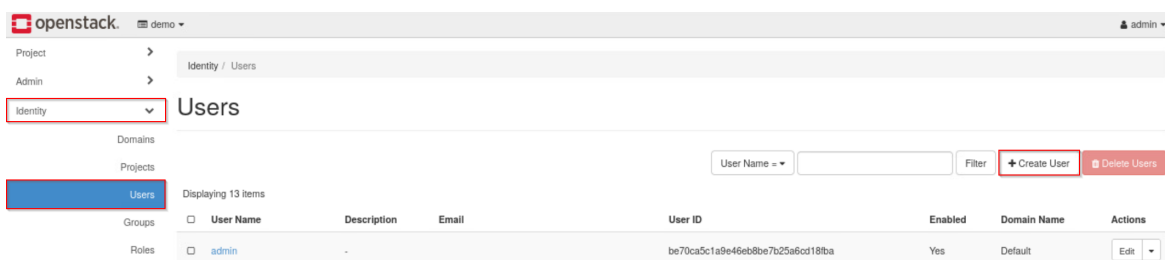 openstack. demo admin
Project
Admin
Identity
Domains
Projects
Users
Groups
Roles
Identity / Users
Users
User Name = Filter + Create User Delete Users
Displaying 13 items
User Name Description Email User ID Enabled Domain Name Actions
admin - be70ca5c1a9e46eb8be7b25a6cd18fba Yes Default Edit